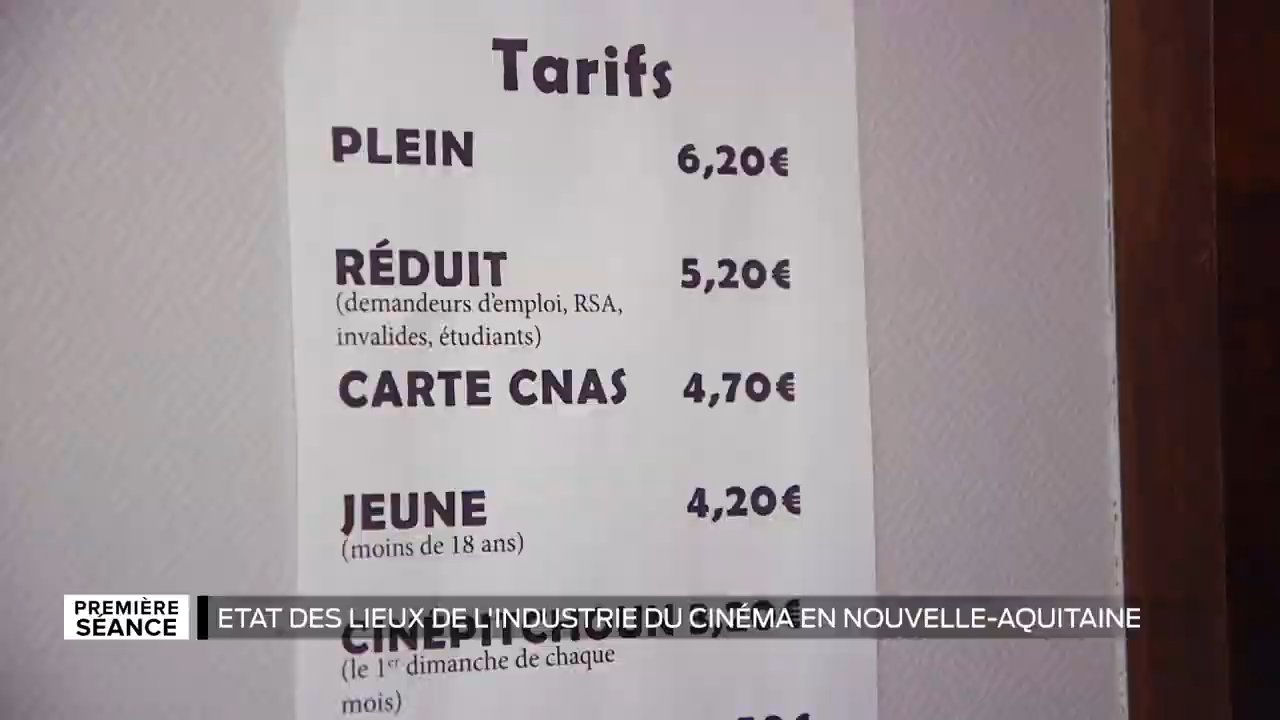 Tarifs
PLEIN 6,20€
RÉDUIT 5,20€
(demandeurs d'emploi, RSA,
invalides, étudiants)
CARTE CNAS 4,70€
JEUNE 4,20€
(moins de 18 ans)
PREMIÈRE
SÉANCE
ETAT DES LIEUX DE L'INDUSTRIE DU CINÉMA EN NOUVELLE-AQUITAINE
CINÉPITCHOUN
(le 1er dimanche de chaque
mois)